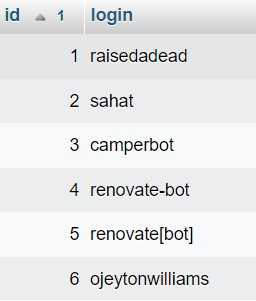 id 1 login
1 raisedadead
2 sahat
3 camperbot
4 renovate-bot
5 renovate[bot]
6 ojeytonwilliams